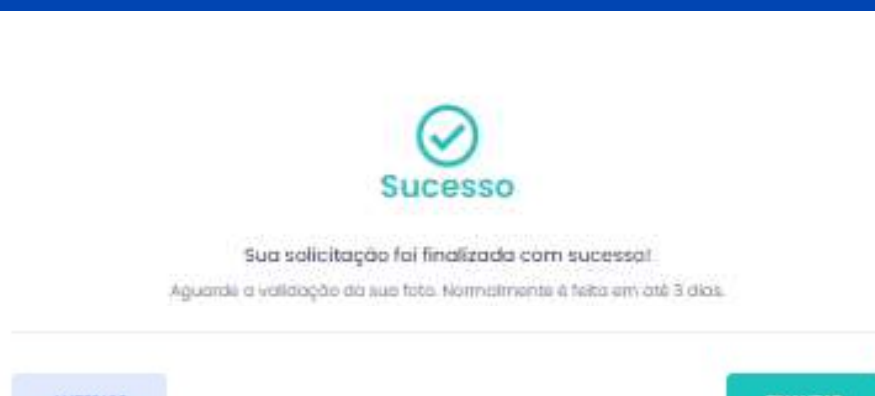 Sucesso
Sua solicitação foi finalizada com sucesso!
Aguarde a validação da sua foto. Normalmente é feita em até 3 dias.